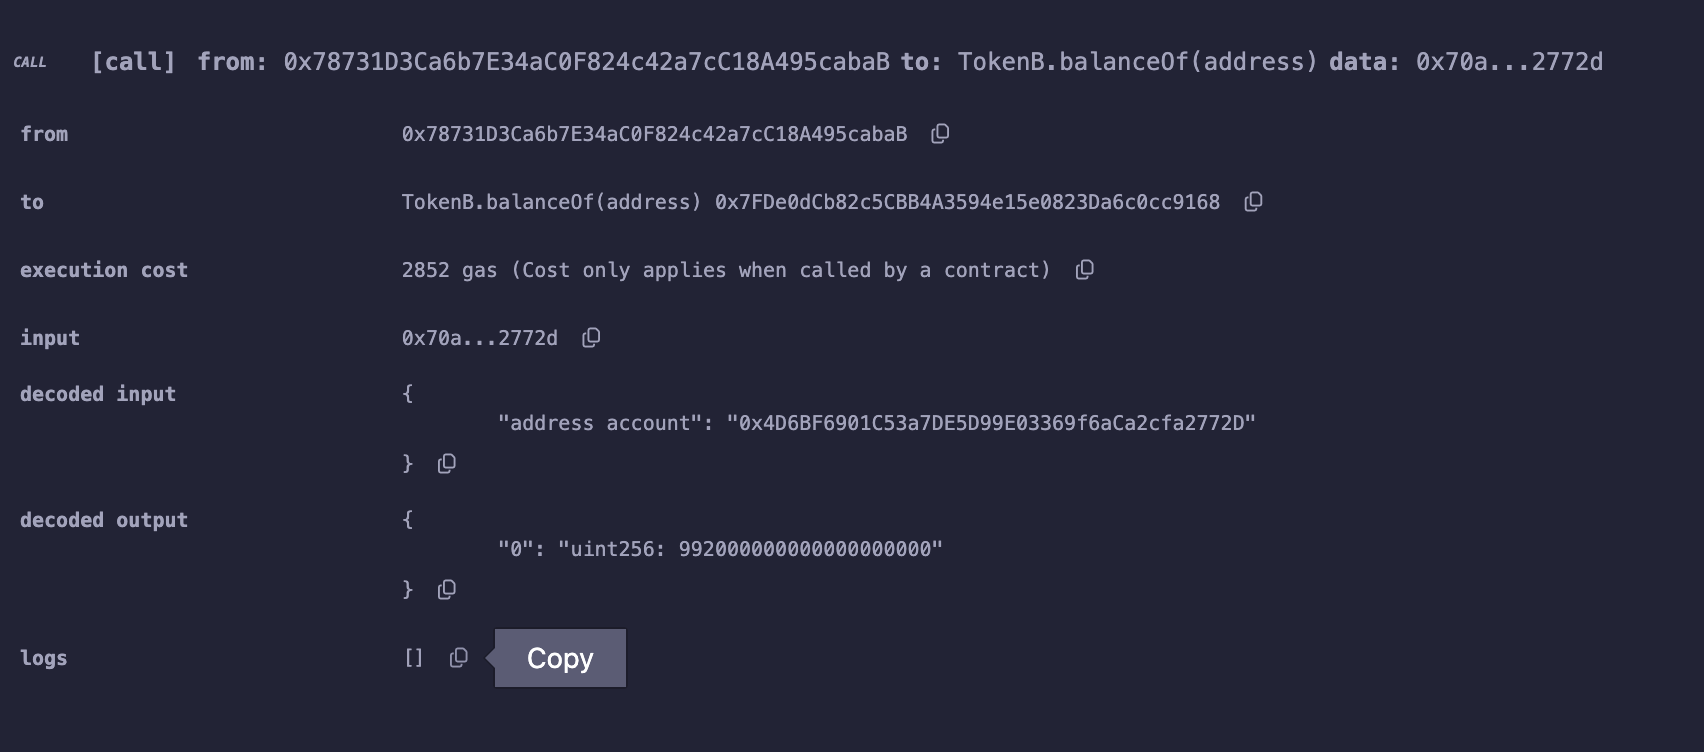 CALL [call] from: 0x78731D3Ca6b7E34aC0F824c42a7cC18A495cabaB to: TokenB.balanceOf(address) data: 0x70a...2772d
from 0x78731D3Ca6b7E34aC0F824c42a7cC18A495cabaB
to TokenB.balanceOf(address) 0x7FDe0dCb82c5CBB4A3594e15e0823Da6c0cc9168
execution cost 2852 gas (Cost only applies when called by a contract)
input 0x70a...2772d
decoded input {
"address account": "0x4D6BF6901C53a7DE5D99E03369f6aCa2cfa2772D"
}
decoded output {
"0": "uint256: 992000000000000000000"
}
logs [] Copy